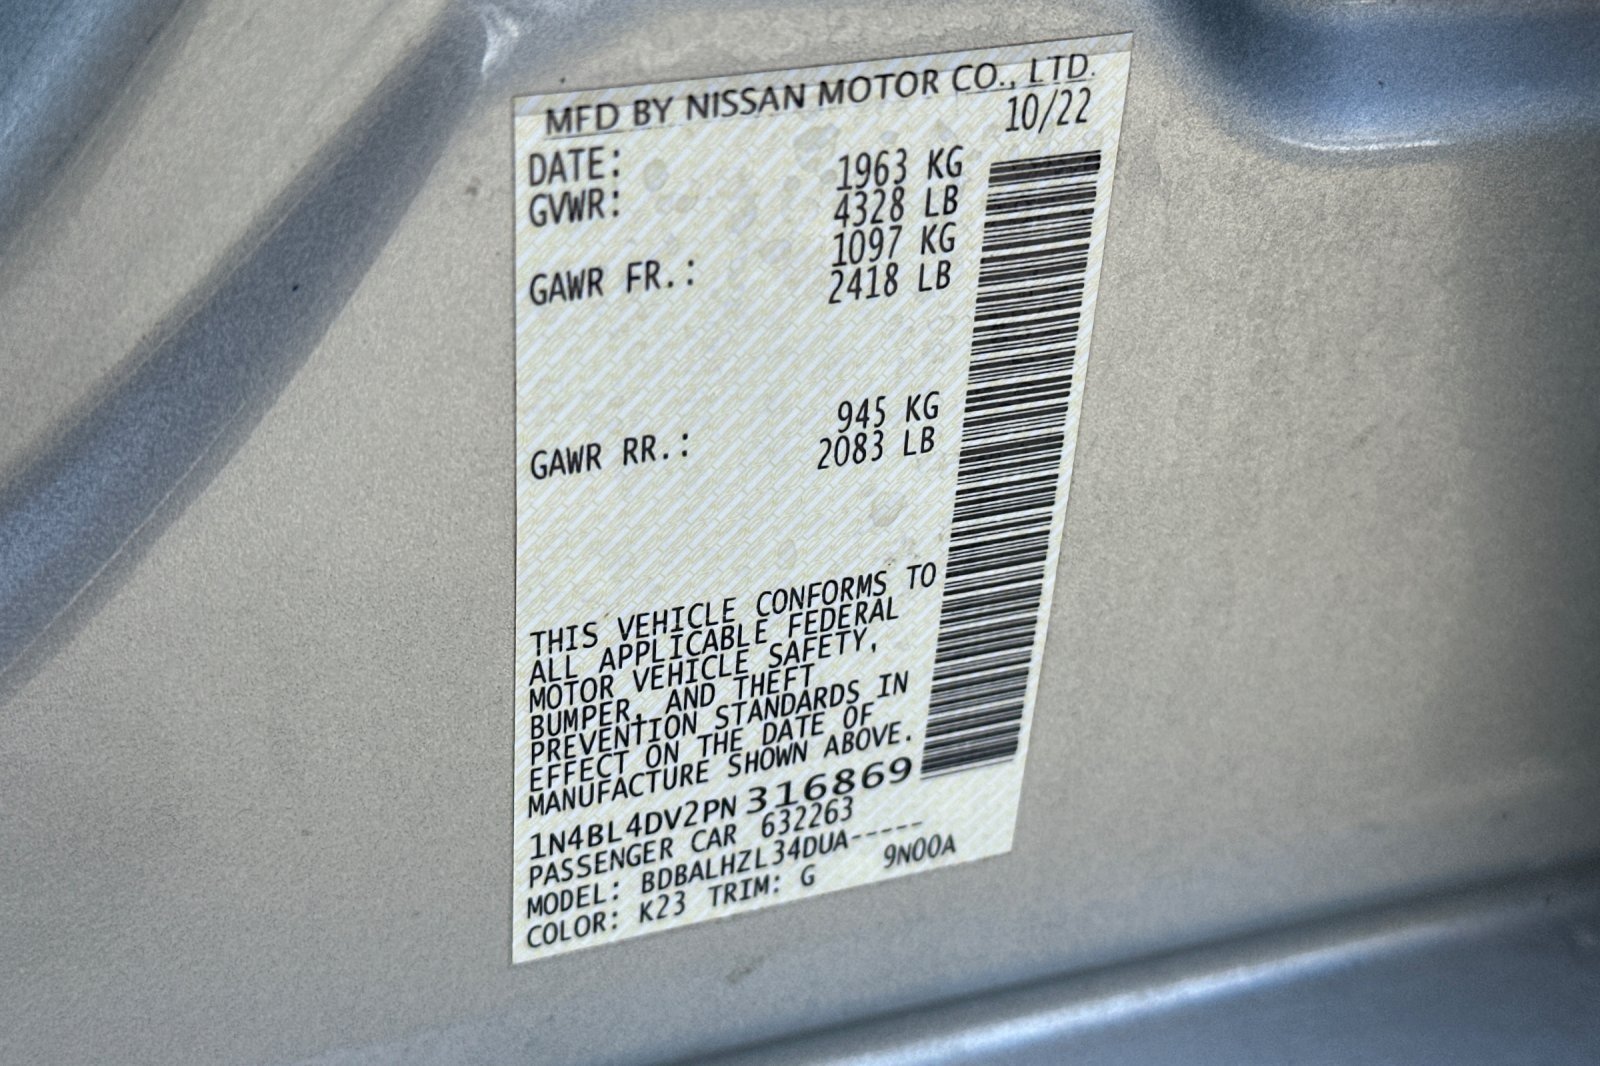 MFD BY NISSAN MOTOR CO., LTD.
DATE: 10/22
GVWR: 1963 KG
4328 LB
GAWR FR.: 1097 KG
2418 LB
GAWR RR.: 945 KG
2083 LB
THIS VEHICLE CONFORMS TO
ALL APPLICABLE FEDERAL
MOTOR VEHICLE SAFETY,
BUMPER, AND THEFT
PREVENTION STANDARDS IN
EFFECT ON THE DATE OF
MANUFACTURE SHOWN ABOVE.
1N4BL4DV2PN316869
PASSENGER CAR 632263
MODEL: BDBALHZL34DUA-----
COLOR: K23 TRIM: G 9N00A